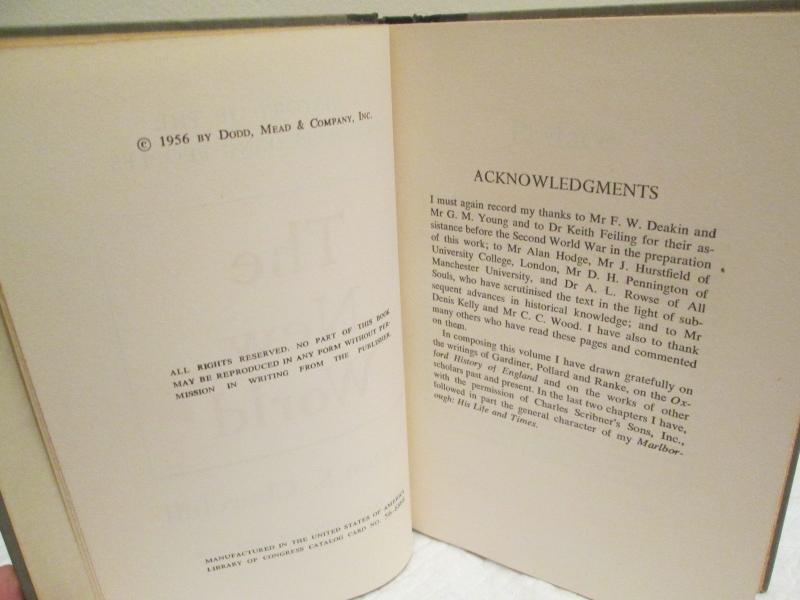 © 1956 BY DODD, MEAD & COMPANY, INC.
ALL RIGHTS RESERVED. NO PART OF THIS BOOK
MAY BE REPRODUCED IN ANY FORM WITHOUT PER-
MISSION IN WRITING FROM THE PUBLISHER.
MANUFACTURED IN THE UNITED STATES OF AMERICA
LIBRARY OF CONGRESS CATALOG CARD NO.
ACKNOWLEDGMENTS
I must again record my thanks to Mr F. W. Deakin and
Mr G. M. Young and to Dr Keith Feiling for their as-
sistance before the Second World War in the preparation
of this work; to Mr Alan Hodge, Mr J. Hurstfield of
University College, London, Mr D. H. Pennington of
Manchester University, and Dr A. L. Rowse of All
Souls, who have scrutinised the text in the light of sub-
sequent advances in historical knowledge; and to Mr
Denis Kelly and Mr C. C. Wood. I have also to thank
many others who have read these pages and commented
on them.
In composing this volume I have drawn gratefully on
the writings of Gardiner, Pollard and Ranke, on the Ox-
ford History of England and on the works of other
scholars past and present. In the last two chapters I have,
with the permission of Charles Scribner's Sons, Inc.,
followed in part the general character of my Marlbor-
ough: His Life and Times.